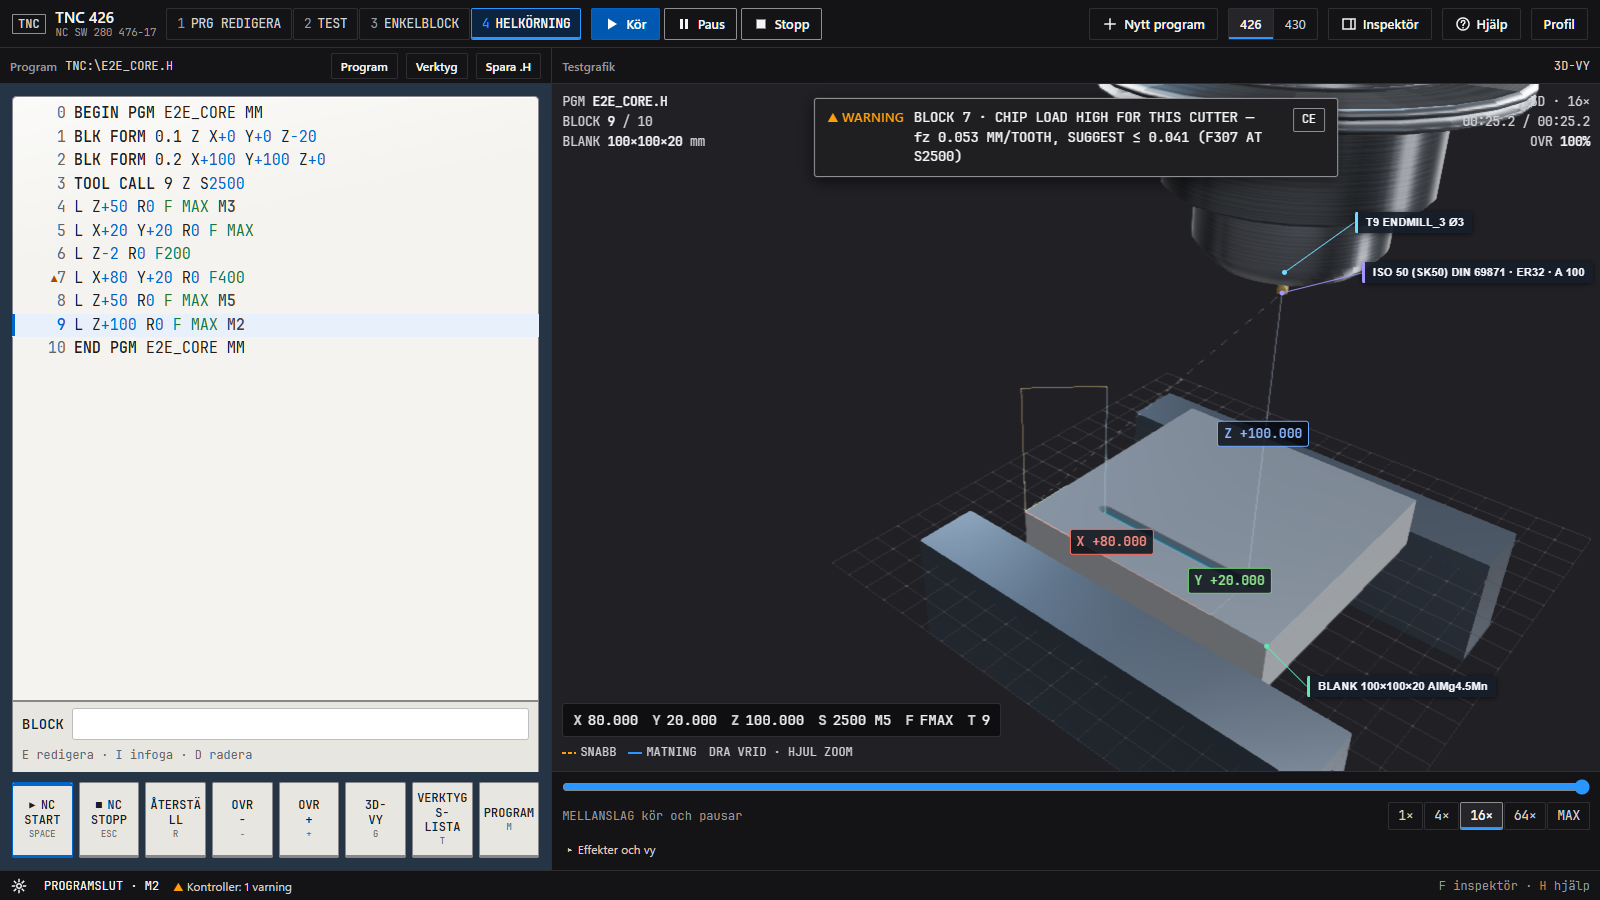 TNC
TNC 426
NC SW 280 476-17
1 PRG REDIGERA
2 TEST
3 ENKELBLOCK
4 HELKÖRNING
Kör
Paus
Stopp
Nytt program
426
430
Inspektör
Hjälp
Profil
Program TNC:\E2E_CORE.H
Program
Verktyg
Spara .H
Testgrafik
3D-VY
0 BEGIN PGM E2E_CORE MM
1 BLK FORM 0.1 Z X+0 Y+0 Z-20
2 BLK FORM 0.2 X+100 Y+100 Z+0
3 TOOL CALL 9 Z S2500
4 L Z+50 R0 F MAX M3
5 L X+20 Y+20 R0 F MAX
6 L Z-2 R0 F200
▲7 L X+80 Y+20 R0 F400
8 L Z+50 R0 F MAX M5
9 L Z+100 R0 F MAX M2
10 END PGM E2E_CORE MM
BLOCK
E redigera · I infoga · D radera
▶ NC START
SPACE
■ NC STOPP
ESC
ÅTERSTÄ
LL
R
OVR
-
-
OVR
+
+
3D-
VY
G
VERKTYG
S-
LISTA
T
PROGRAM
M
PGM E2E_CORE.H
BLOCK 9 / 10
BLANK 100×100×20 mm
▲ WARNING BLOCK 7 · CHIP LOAD HIGH FOR THIS CUTTER —
fz 0.053 MM/TOOTH, SUGGEST ≤ 0.041 (F307 AT
S2500)
CE
3D · 16×
00:25.2 / 00:25.2
OVR 100%
T9 ENDMILL_3 Ø3
ISO 50 (SK50) DIN 69871 · ER32 · A 100
Z +100.000
X +80.000
Y +20.000
BLANK 100×100×20 AlMg4.5Mn
X 80.000 Y 20.000 Z 100.000 S 2500 M5 F FMAX T 9
SNABB MATNING DRA VRID · HJUL ZOOM
MELLANSLAG kör och pausar
1×
4×
16×
64×
MAX
▸ Effekter och vy
PROGRAMSLUT · M2
▲ Kontroller: 1 varning
F inspektör · H hjälp